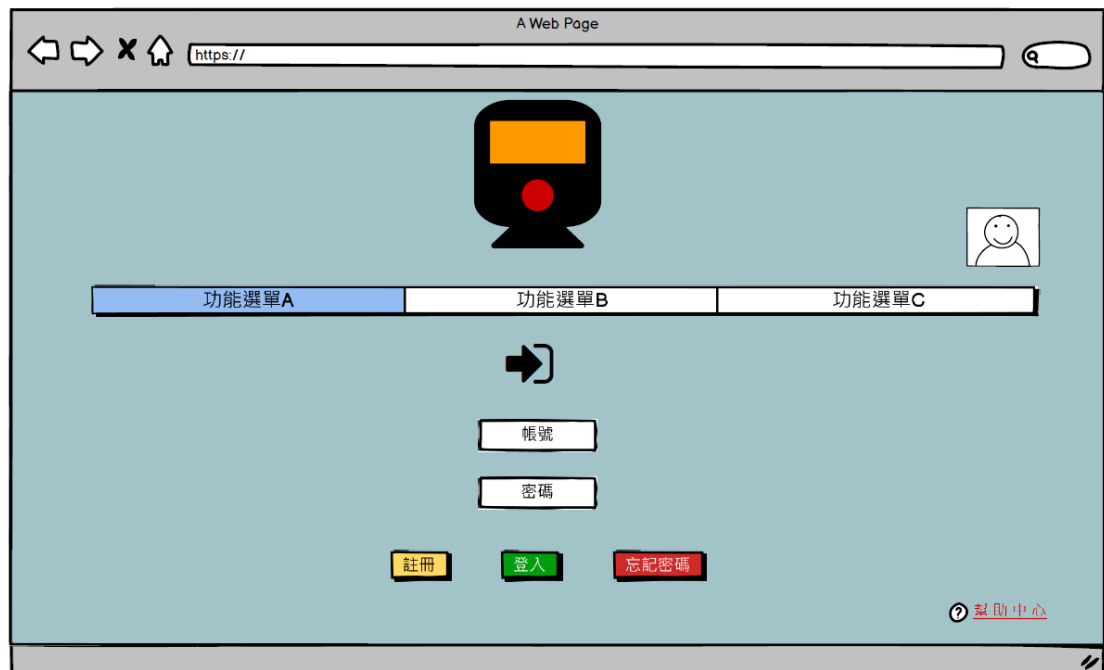 A Web Page
https://
功能選單A 功能選單B 功能選單C
帳號
密碼
註冊 登入 忘記密碼
? 幫助中心